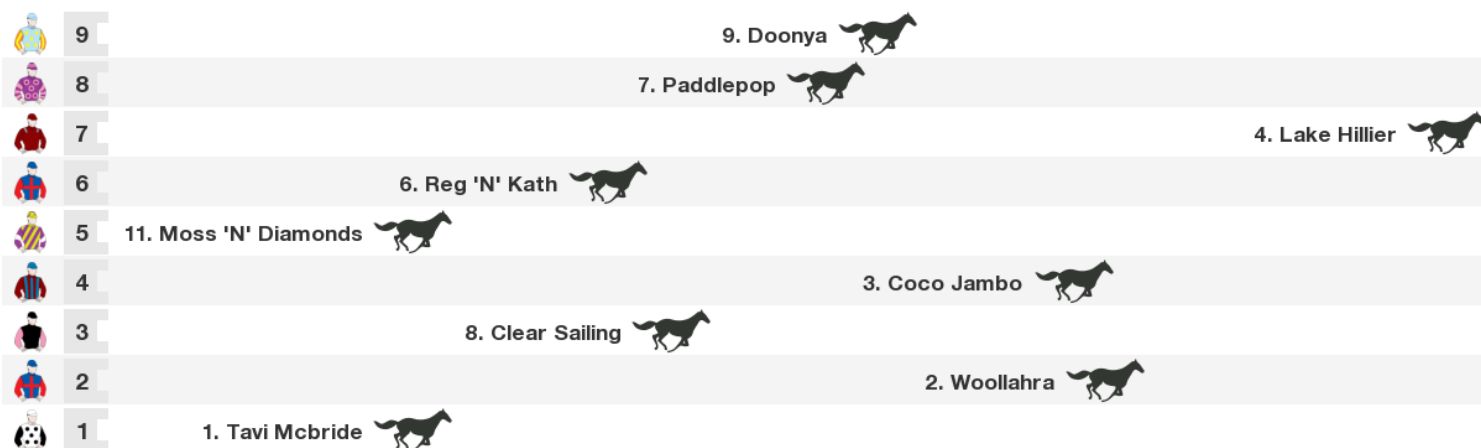 9 9. Doonya
8 7. Paddlepop
7 4. Lake Hillier
6 6. Reg 'N' Kath
5 11. Moss 'N' Diamonds
4 3. Coco Jambo
3 8. Clear Sailing
2 2. Woollahra
1 1. Tavi Mcbride